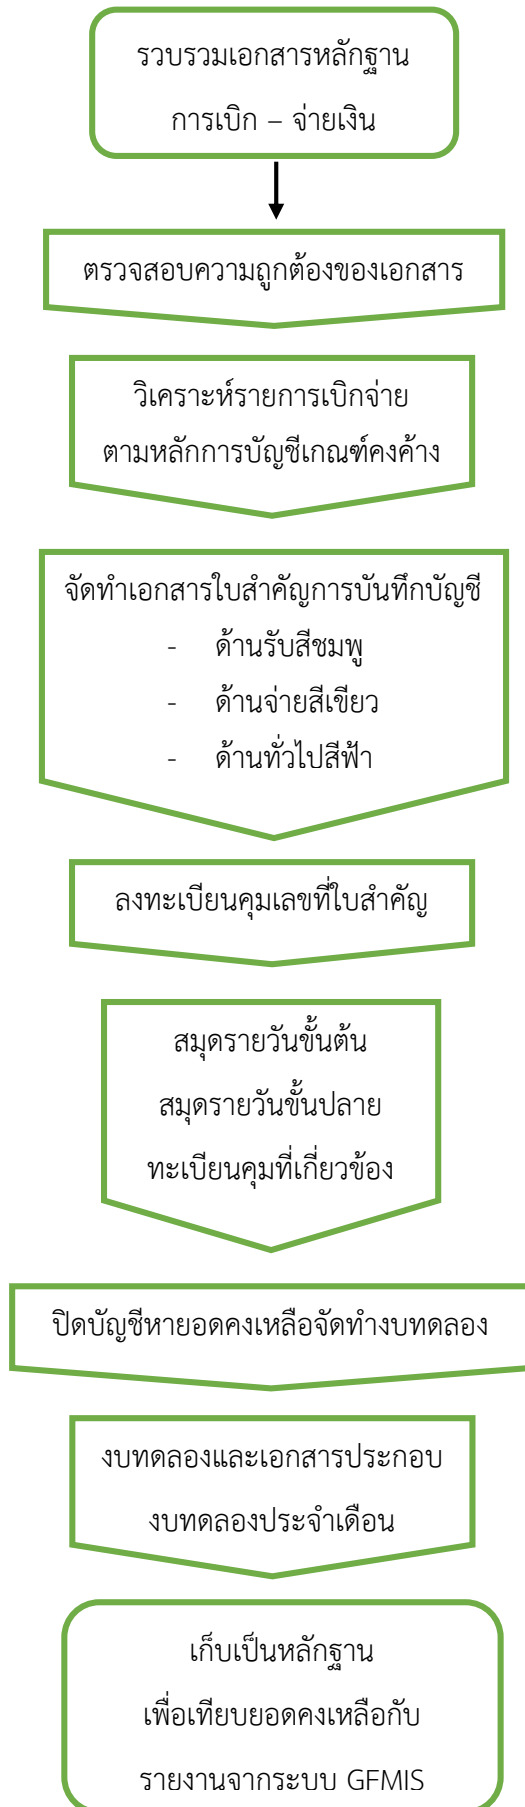 รวบรวมเอกสารหลักฐาน
การเบิก – จ่ายเงิน
ตรวจสอบความถูกต้องของเอกสาร
วิเคราะห์รายการเบิกจ่าย
ตามหลักการบัญชีเกณฑ์คงค้าง
จัดทำเอกสารใบสำคัญการบันทึกบัญชี
- ด้านรับสีชมพู
- ด้านจ่ายสีเขียว
- ด้านทั่วไปสีฟ้า
ลงทะเบียนคุมเลขที่ใบสำคัญ
สมุดรายวันขั้นต้น
สมุดรายวันขั้นปลาย
ทะเบียนคุมที่เกี่ยวข้อง
ปิดบัญชีหายอดคงเหลือจัดทำงบทดลอง
งบทดลองและเอกสารประกอบ
งบทดลองประจำเดือน
เก็บเป็นหลักฐาน
เพื่อเทียบยอดคงเหลือกับ
รายงานจากระบบ GFMIS